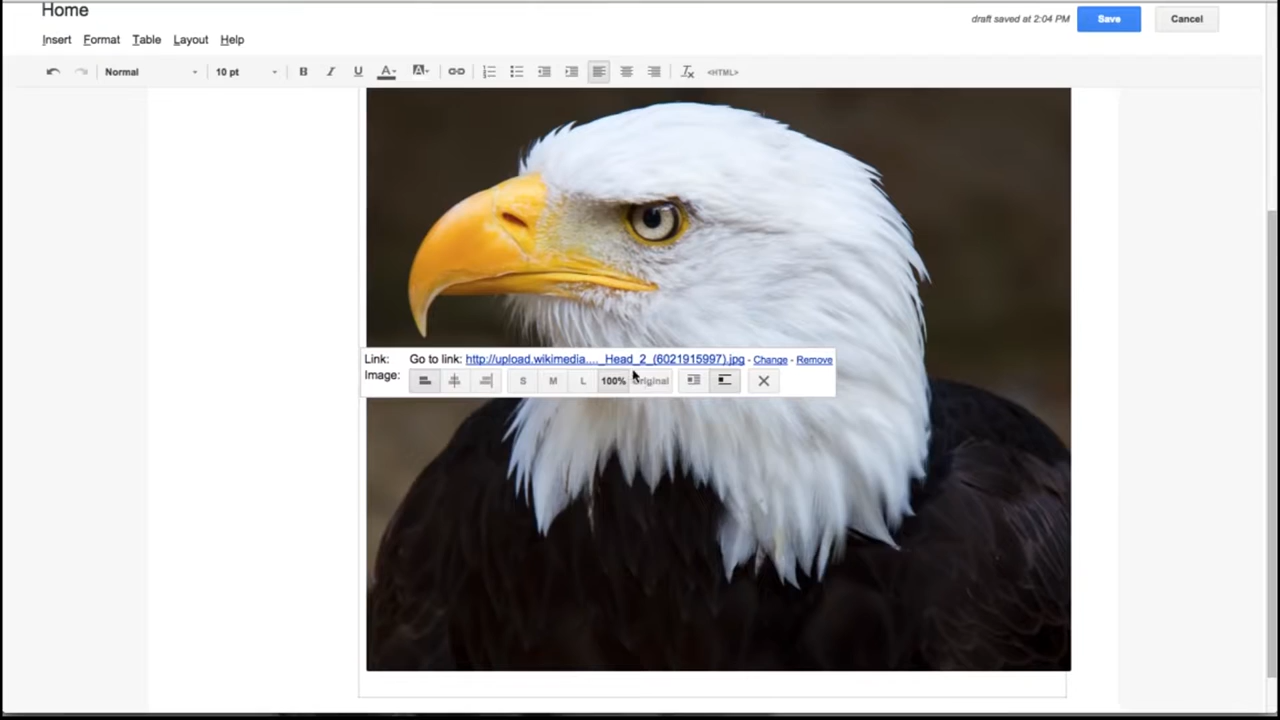 Home
draft saved at 2:04 PM Save Cancel
Insert Format Table Layout Help
Normal 10 pt B I U A A <HTML>
Link: Go to link: http://upload.wikimedia...._Head_2_(6021915997).jpg - Change - Remove
Image: S M L 100% riginal